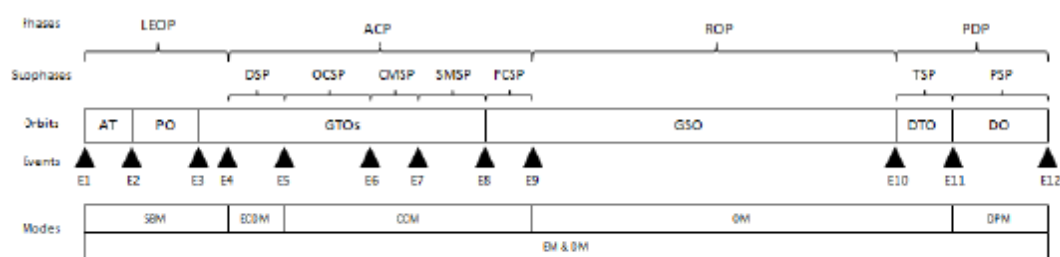 Phases LEOP ACP ROP PDP
Subphases DSP OCSP CMSP SMSP FCSP TSP PSP
Orbits AT PO GTOs GSO DTO DO
Events
E1 E2 E3 E4 E5 E6 E7 E8 E9 E10 E11 E12
Modes SBM ECDM CCM OM DPM
EM & DM